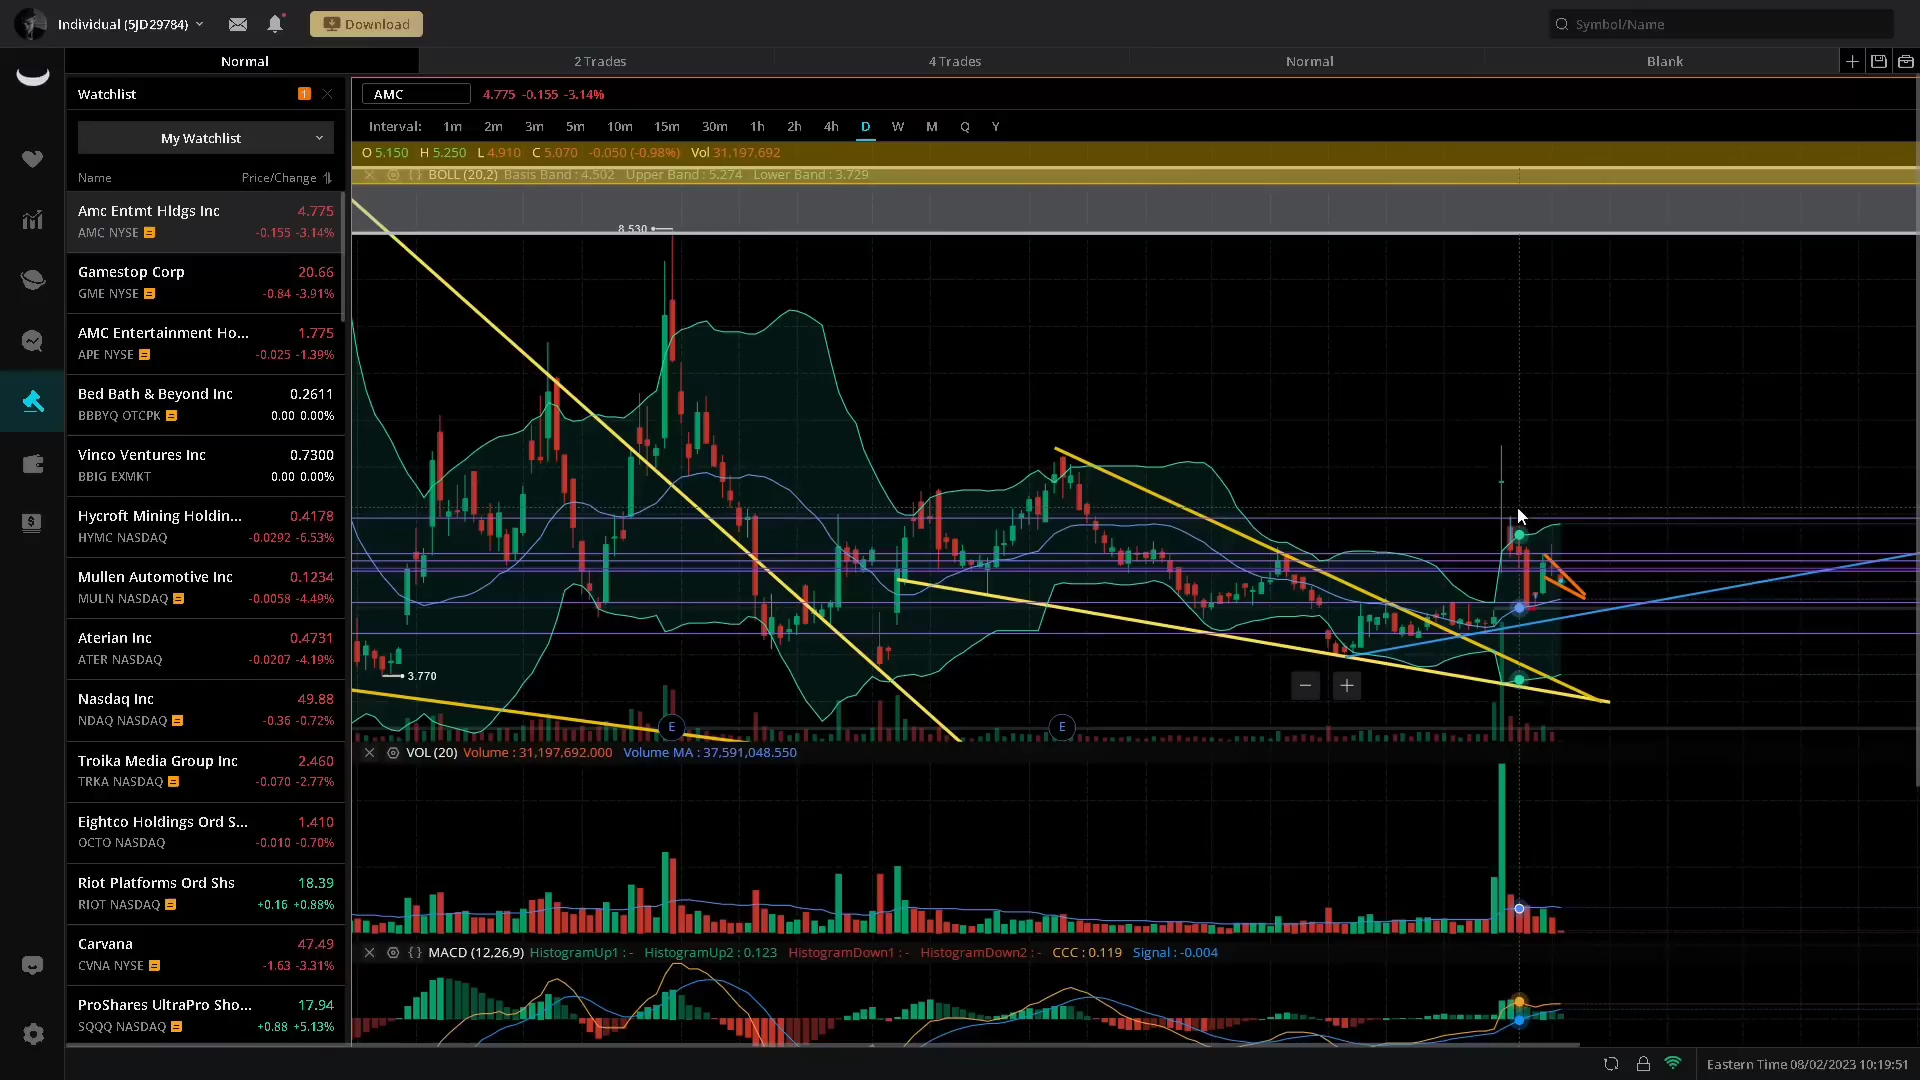 Individual (5JD29784)
Download
Symbol/Name
Normal
2 Trades
4 Trades
Normal
Blank
Watchlist
1
My Watchlist
Name
Price/Change
Amc Entmt Hldgs Inc 4.775
AMC NYSE -0.155 -3.14%
Gamestop Corp 20.66
GME NYSE -0.84 -3.91%
AMC Entertainment Ho... 1.775
APE NYSE -0.025 -1.39%
Bed Bath & Beyond Inc 0.2611
BBBYQ OTCPK 0.00 0.00%
Vinco Ventures Inc 0.7300
BBIG EXMKT 0.00 0.00%
Hycroft Mining Holdin... 0.4178
HYMC NASDAQ -0.0292 -6.53%
Mullen Automotive Inc 0.1234
MULN NASDAQ -0.0058 -4.49%
Aterian Inc 0.4731
ATER NASDAQ -0.0207 -4.19%
Nasdaq Inc 49.88
NDAQ NASDAQ -0.36 -0.72%
Troika Media Group Inc 2.460
TRKA NASDAQ -0.070 -2.77%
Eightco Holdings Ord S... 1.410
OCTO NASDAQ -0.010 -0.70%
Riot Platforms Ord Shs 18.39
RIOT NASDAQ +0.16 +0.88%
Carvana 47.49
CVNA NYSE -1.63 -3.31%
ProShares UltraPro Sho... 17.94
SQQQ NASDAQ +0.88 +5.13%
AMC 4.775 -0.155 -3.14%
Interval: 1m 2m 3m 5m 10m 15m 30m 1h 2h 4h D W M Q Y
O 5.150 H 5.250 L 4.910 C 5.070 -0.050 (-0.98%) Vol 31,197,692
BOLL (20,2) Basis Band : 4.502 Upper Band : 5.274 Lower Band : 3.729
8.530
3.770
E
E
VOL (20) Volume : 31,197,692.000 Volume MA : 37,591,048.550
MACD (12,26,9) HistogramUp1 : - HistogramUp2 : 0.123 HistogramDown1 : - HistogramDown2 : - CCC : 0.119 Signal : -0.004
Eastern Time 08/02/2023 10:19:51